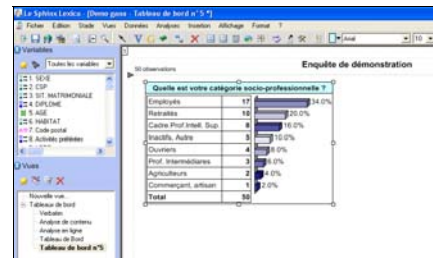 Le Sphinx Lexica - [Demo gana - Tableau de bord n°5 *]
Fichier Edition Stade Vues Données Analyses Insertion Affichage Format ?
Arial 10
Variables
Toutes les variables
1. SEXE
2. CSP
3. SIT. MATRIMONIALE
4. DIPLOME
5. AGE
6. HABITAT
7. Code postal
8. Activités préférées
Vues
Nouvelle vue...
Tableaux de bord
Verbatim
Analyse de contenu
Analyse en ligne
Tableau de Bord
Tableau de bord n°5
50 observations
Enquête de démonstration
Quelle est votre catégorie socio-professionnelle ?
Employés 17 34.0%
Retraités 10 20.0%
Cadre Prof.Intell. Sup. 8 16.0%
Inactifs, Autre 5 10.0%
Ouvriers 4 8.0%
Prof. Intermédiaires 3 6.0%
Agriculteurs 2 4.0%
Commerçant, artisan 1 2.0%
Total 50